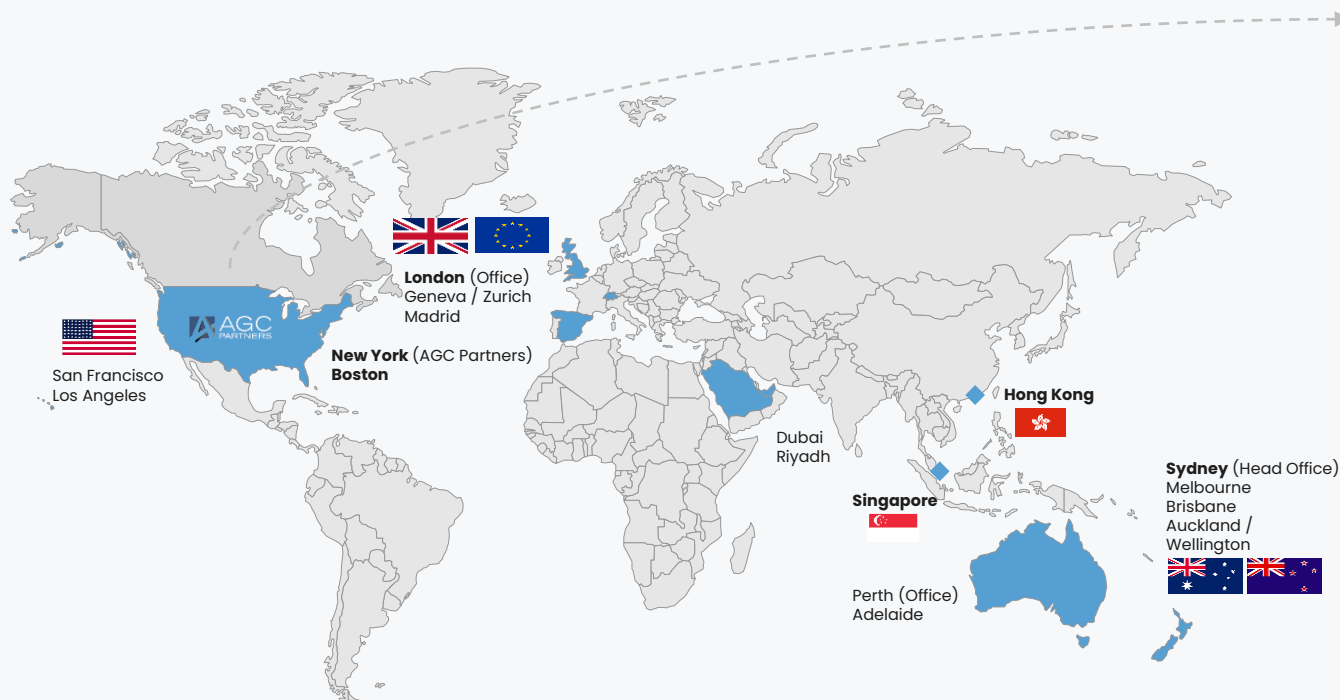 London (Office)
Geneva / Zurich
Madrid
AGC
PARTNERS
New York (AGC Partners)
Boston
San Francisco
Los Angeles
Hong Kong
Dubai
Riyadh
Singapore
Sydney (Head Office)
Melbourne
Brisbane
Auckland /
Wellington
Perth (Office)
Adelaide